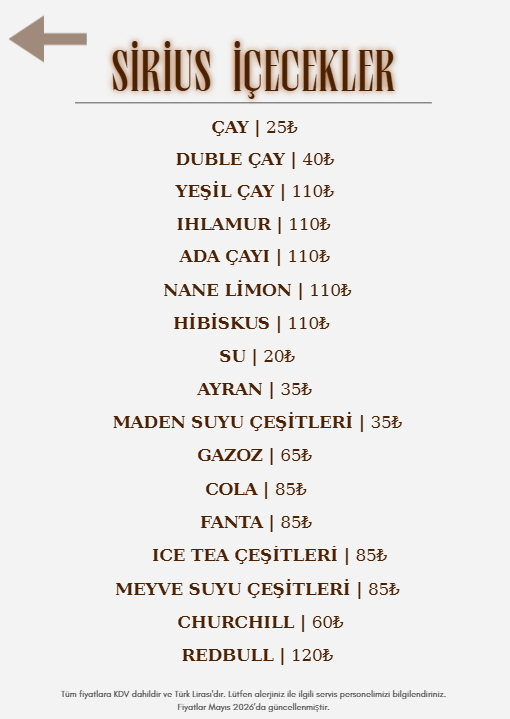 SİRİUS İÇECEKLER
ÇAY | 25₺
DUBLE ÇAY | 40₺
YEŞİL ÇAY | 110₺
IHLAMUR | 110₺
ADA ÇAYI | 110₺
NANE LİMON | 110₺
HİBİSKUS | 110₺
SU | 20₺
AYRAN | 35₺
MADEN SUYU ÇEŞİTLERİ | 35₺
GAZOZ | 65₺
COLA | 85₺
FANTA | 85₺
ICE TEA ÇEŞİTLERİ | 85₺
MEYVE SUYU ÇEŞİTLERİ | 85₺
CHURCHILL | 60₺
REDBULL | 120₺
Tüm fiyatlara KDV dahildir ve Türk Lirası'dır. Lütfen alerjiniz ile ilgili servis personelimizi bilgilendiriniz.
Fiyatlar Mayıs 2026'da güncellenmiştir.